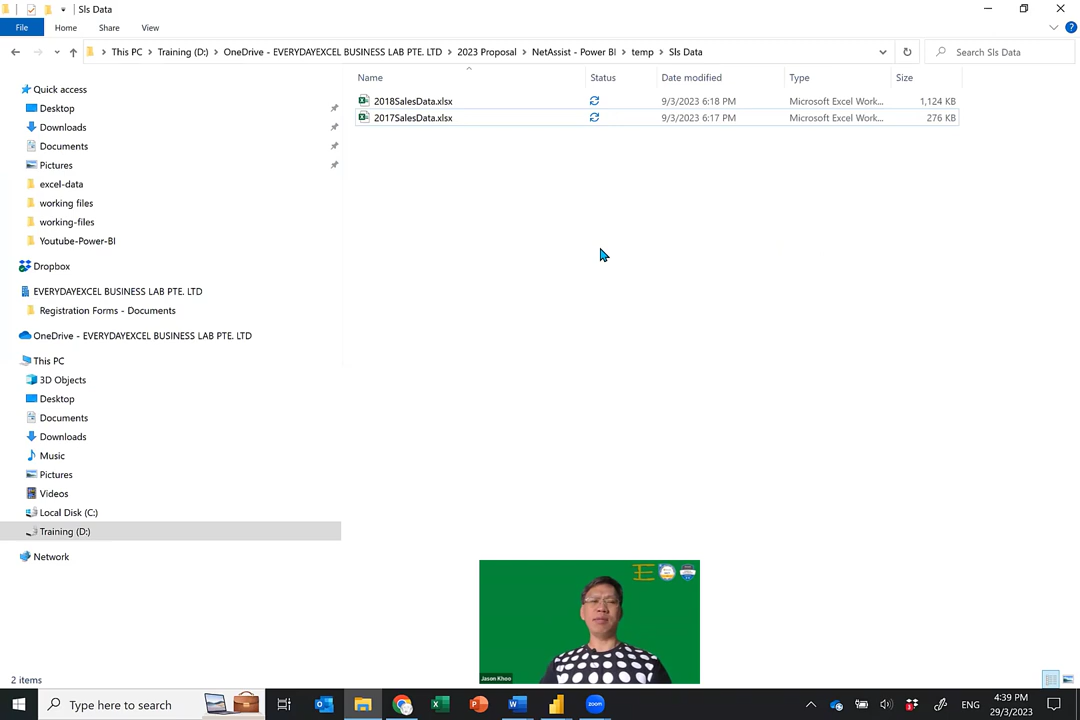 Sls Data
File
Home
Share
View
This PC
Training (D:)
OneDrive - EVERYDAYEXCEL BUSINESS LAB PTE. LTD
2023 Proposal
NetAssist - Power BI
temp
Sls Data
Search Sls Data
Name
Status
Date modified
Type
Size
2018SalesData.xlsx
9/3/2023 6:18 PM
Microsoft Excel Work...
1,124 KB
2017SalesData.xlsx
9/3/2023 6:17 PM
Microsoft Excel Work...
276 KB
Quick access
Desktop
Downloads
Documents
Pictures
excel-data
working files
working-files
Youtube-Power-BI
Dropbox
EVERYDAYEXCEL BUSINESS LAB PTE. LTD
Registration Forms - Documents
OneDrive - EVERYDAYEXCEL BUSINESS LAB PTE. LTD
This PC
3D Objects
Desktop
Documents
Downloads
Music
Pictures
Videos
Local Disk (C:)
Training (D:)
Network
Jason Khoo
2 items
Type here to search
zoom
ENG
4:39 PM
29/3/2023